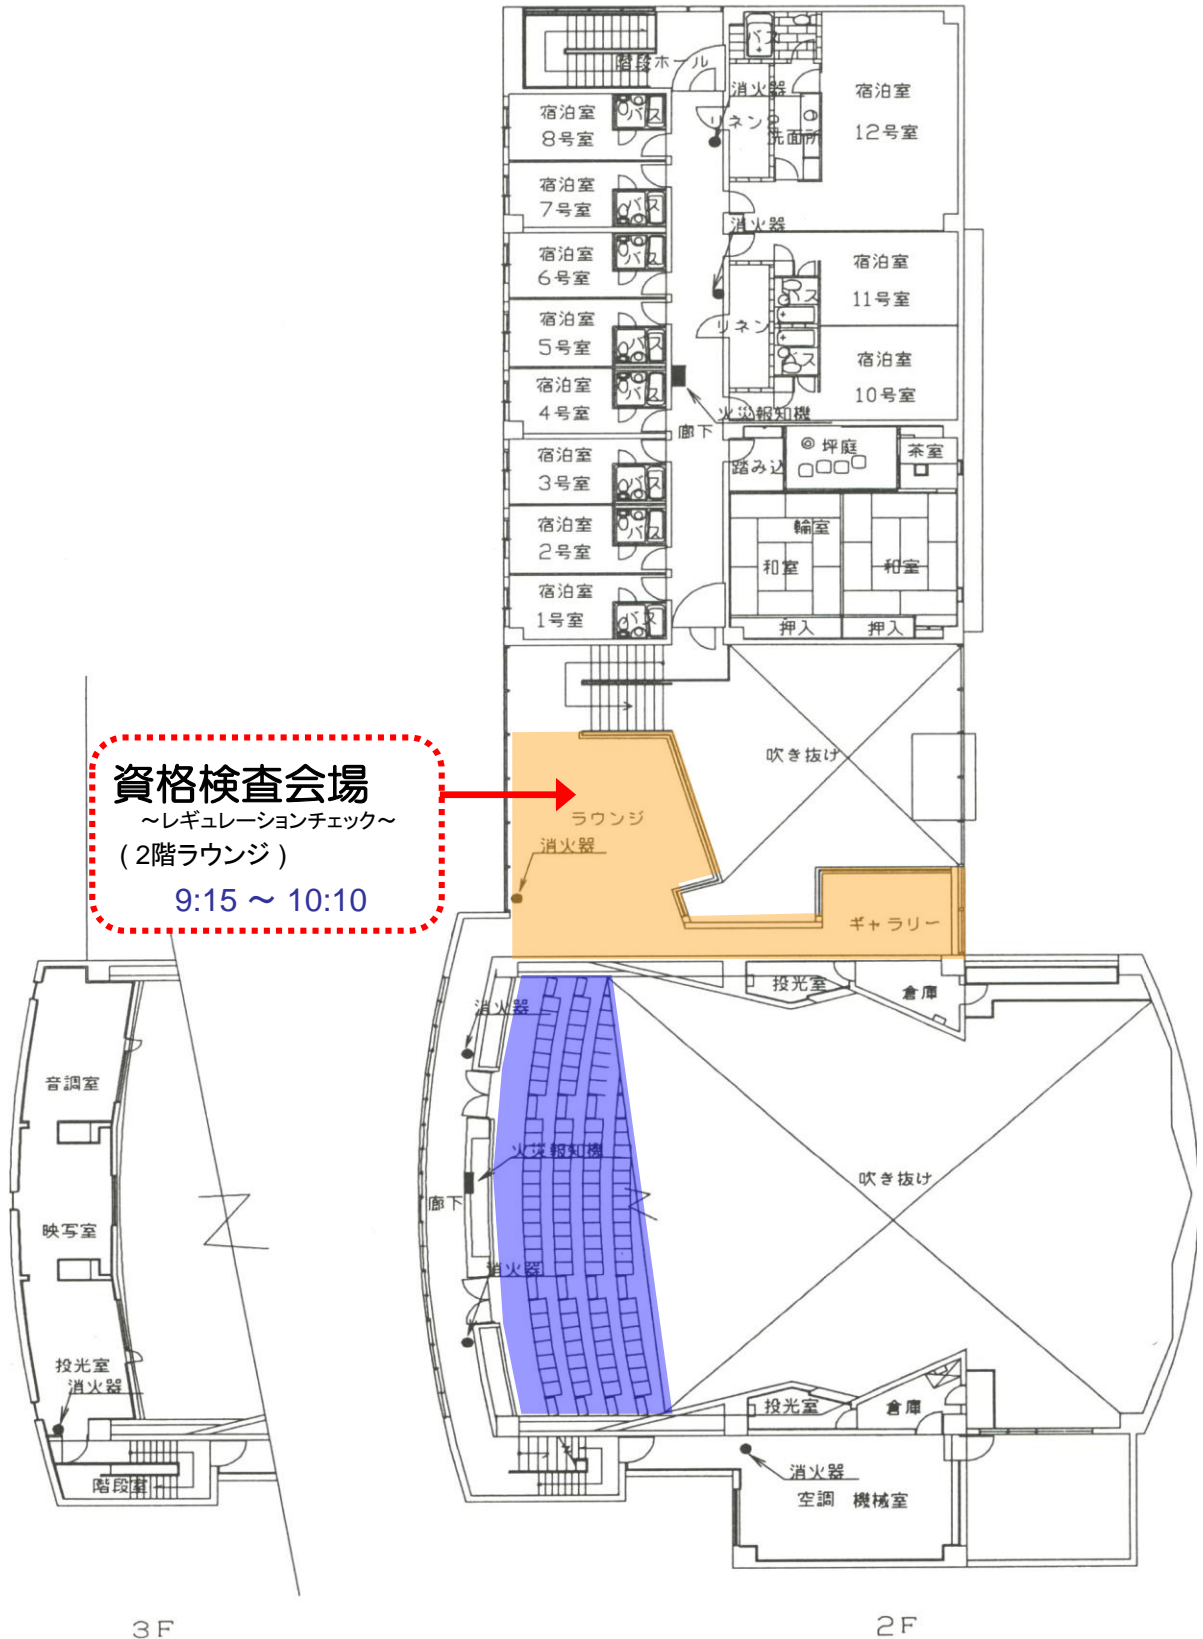 階段ホール
バス
消火器
リネン
洗面所
宿泊室
12号室
宿泊室
8号室
バス
宿泊室
7号室
バス
消火器
宿泊室
6号室
バス
宿泊室
11号室
バス
リネン
宿泊室
5号室
バス
バス
宿泊室
10号室
宿泊室
4号室
バス
火災報知機
廊下
坪庭
茶室
踏み込
宿泊室
3号室
バス
宿泊室
2号室
バス
輪室
和室
和室
宿泊室
1号室
バス
押入
押入
吹き抜け
資格検査会場
～レギュレーションチェック～
( 2階ラウンジ )
9:15 ～ 10:10
ラウンジ
消火器
ギャラリー
投光室
倉庫
消火器
音調室
火災報知機
吹き抜け
廊下
映写室
消火器
投光室
消火器
投光室
倉庫
階段室
消火器
空調 機械室
3F
2F